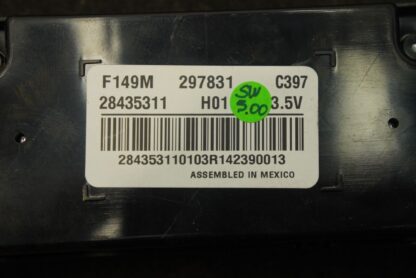 F149M 297831 C397
28435311 H01 3.5V
SW
3.00
284353110103R142390013
ASSEMBLED IN MEXICO